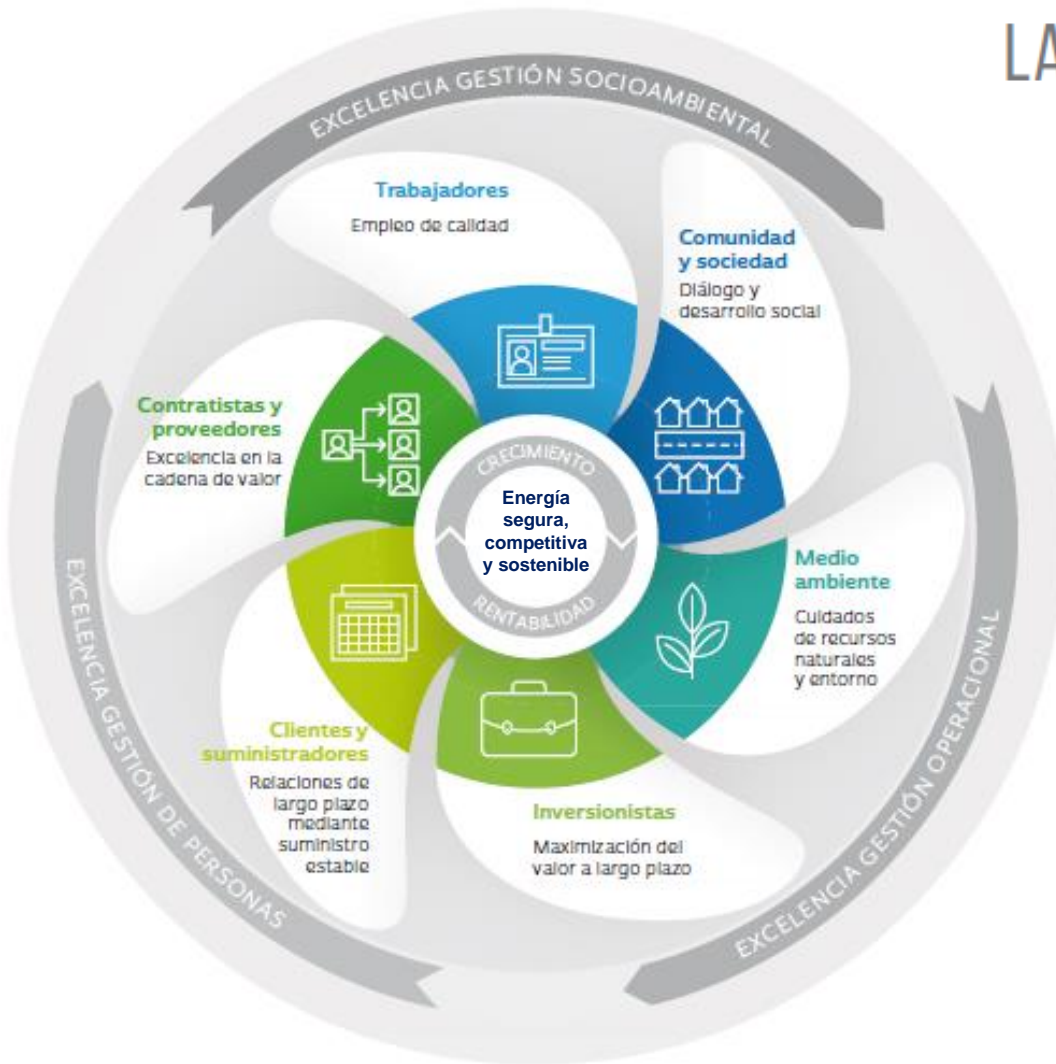 LA
EXCELENCIA GESTIÓN SOCIOAMBIENTAL
Trabajadores
Empleo de calidad
Comunidad
y sociedad
Diálogo y
desarrollo social
Contratistas y
proveedores
Excelencia en la
cadena de valor
CRECIMIENTO
Energía
segura,
competitiva
y sostenible
RENTABILIDAD
Medio
ambiente
Cuidados
de recursos
naturales
y entorno
Clientes y
suministradores
Relaciones de
largo plazo
mediante
suministro
estable
Inversionistas
Maximización del
valor a largo plazo
EXCELENCIA GESTIÓN DE PERSONAS
EXCELENCIA GESTIÓN OPERACIONAL